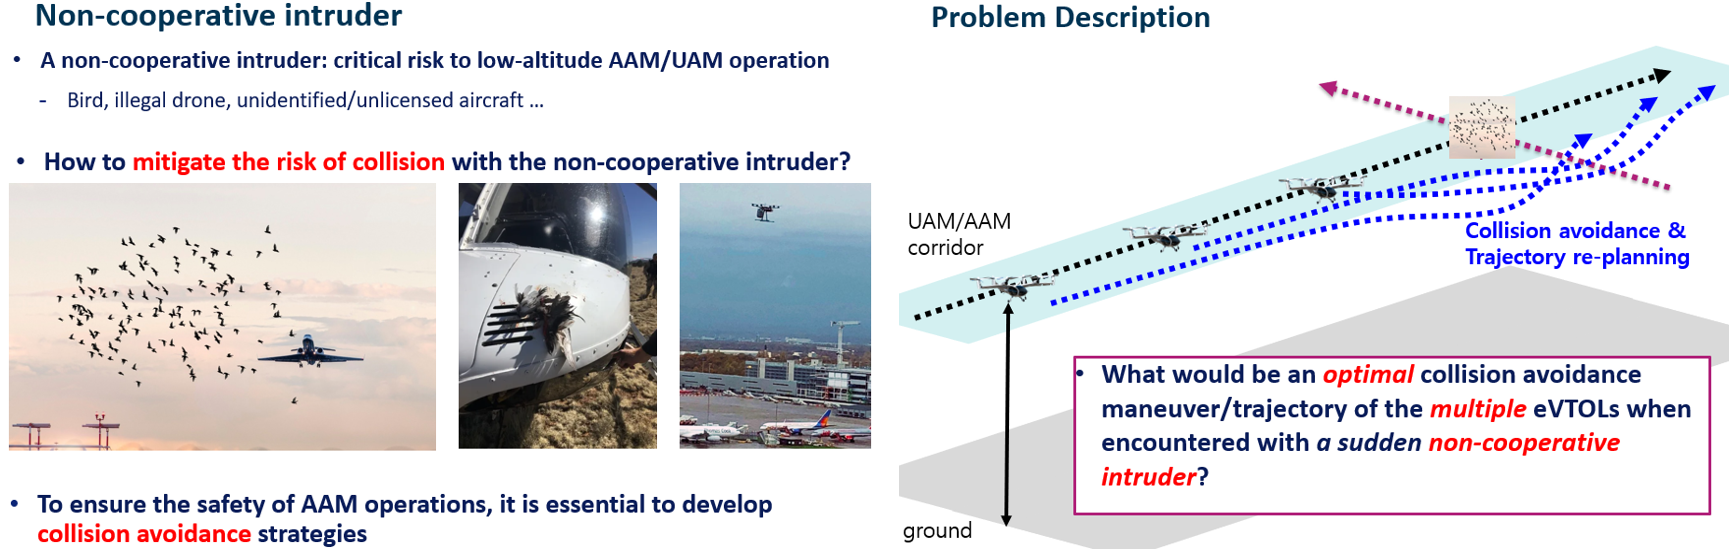 Non-cooperative intruder
• A non-cooperative intruder: critical risk to low-altitude AAM/UAM operation
- Bird, illegal drone, unidentified/unlicensed aircraft ...
• How to mitigate the risk of collision with the non-cooperative intruder?
• To ensure the safety of AAM operations, it is essential to develop
collision avoidance strategies
Problem Description
UAM/AAM
corridor
Collision avoidance &
Trajectory re-planning
• What would be an optimal collision avoidance
maneuver/trajectory of the multiple eVTOLs when
encountered with a sudden non-cooperative
intruder?
ground